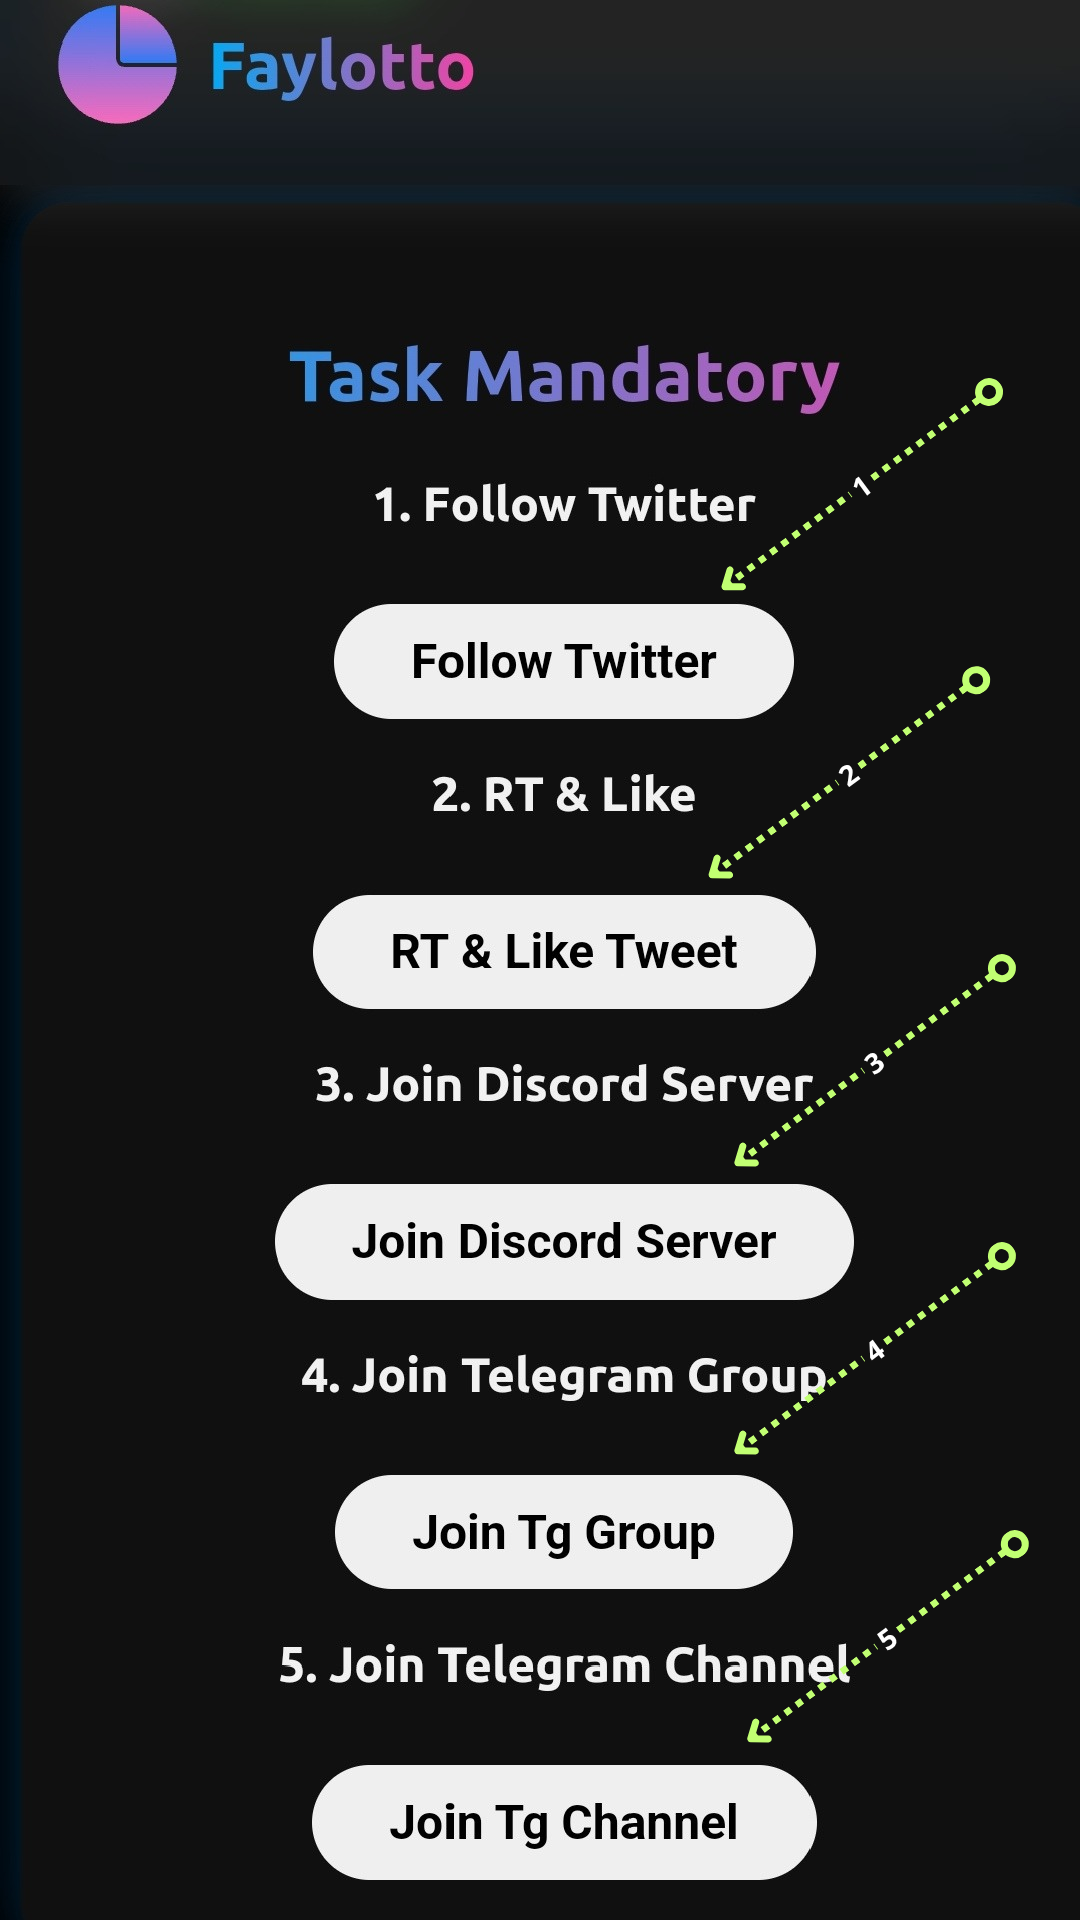 Faylotto
Task Mandatory
1
1. Follow Twitter
Follow Twitter
2
2. RT & Like
RT & Like Tweet
3
3. Join Discord Server
Join Discord Server
4
4. Join Telegram Group
Join Tg Group
5
5. Join Telegram Channel
Join Tg Channel